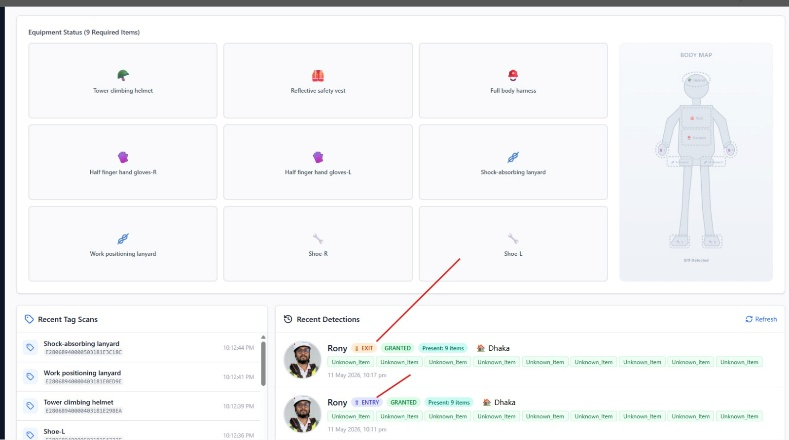 Equipment Status (9 Required Items)
Tower climbing helmet
Reflective safety vest
Full body harness
Half finger hand gloves-R
Half finger hand gloves-L
Shock-absorbing lanyard
Work positioning lanyard
Shoe-R
Shoe-L
BODY MAP
Recent Tag Scans
Shock-absorbing lanyard
10:12:44 PM
Work positioning lanyard
10:12:41 PM
Tower climbing helmet
10:12:39 PM
Shoe-L
10:12:36 PM
Recent Detections
Refresh
Rony EXIT GRANTED Present: 9 items Dhaka
Unknown_Item Unknown_Item Unknown_Item Unknown_Item Unknown_Item Unknown_Item Unknown_Item Unknown_Item Unknown_Item
11 May 2026, 10:17 pm
Rony ENTRY GRANTED Present: 9 items Dhaka
Unknown_Item Unknown_Item Unknown_Item Unknown_Item Unknown_Item Unknown_Item Unknown_Item Unknown_Item Unknown_Item
11 May 2026, 10:11 pm